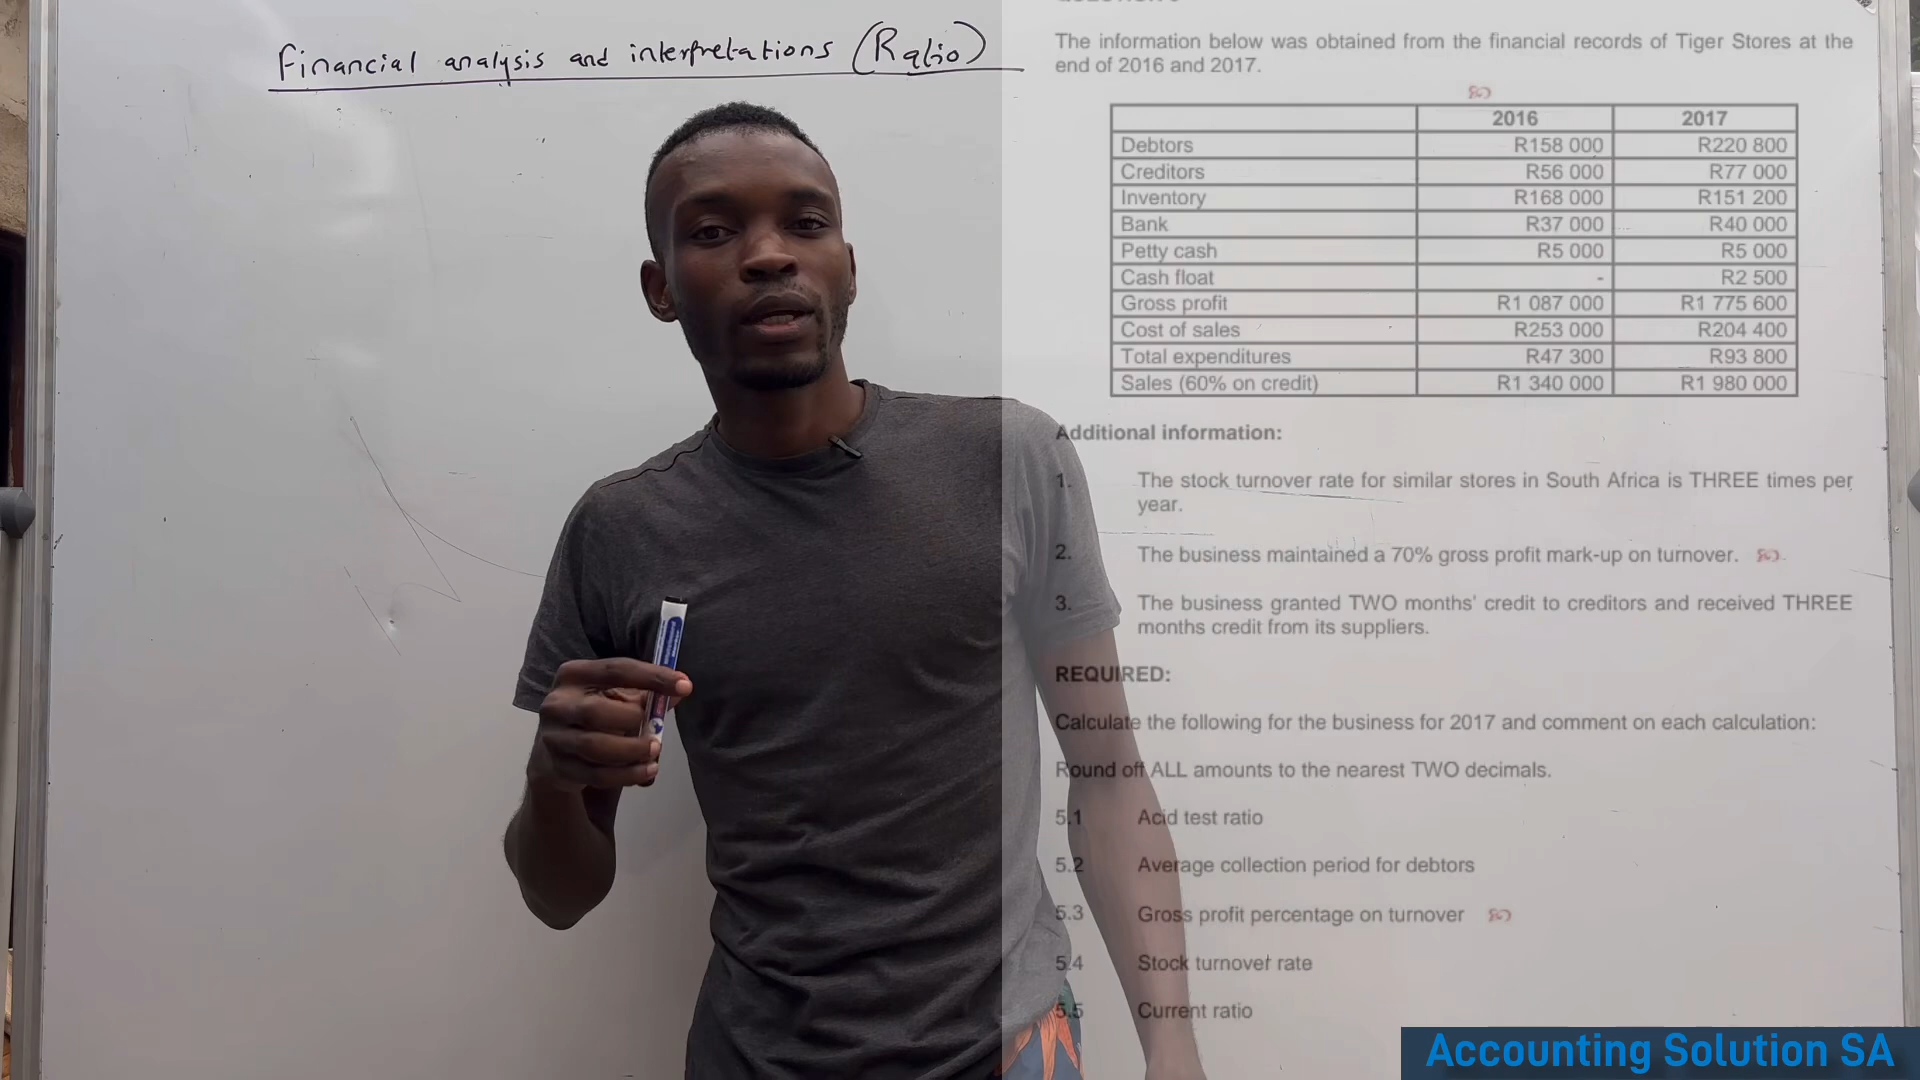 Financial analysis and interpretations (Ratio)
The information below was obtained from the financial records of Tiger Stores at the
end of 2016 and 2017.
2016 2017
Debtors R158 000 R220 800
Creditors R56 000 R77 000
Inventory R168 000 R151 200
Bank R37 000 R40 000
Petty cash R5 000 R5 000
Cash float - R2 500
Gross profit R1 087 000 R1 775 600
Cost of sales R253 000 R204 400
Total expenditures R47 300 R93 800
Sales (60% on credit) R1 340 000 R1 980 000
Additional information:
1. The stock turnover rate for similar stores in South Africa is THREE times per
year.
2. The business maintained a 70% gross profit mark-up on turnover.
3. The business granted TWO months' credit to creditors and received THREE
months credit from its suppliers.
REQUIRED:
Calculate the following for the business for 2017 and comment on each calculation:
Round off ALL amounts to the nearest TWO decimals.
5.1 Acid test ratio
5.2 Average collection period for debtors
5.3 Gross profit percentage on turnover
5.4 Stock turnover rate
5.5 Current ratio
Accounting Solution SA